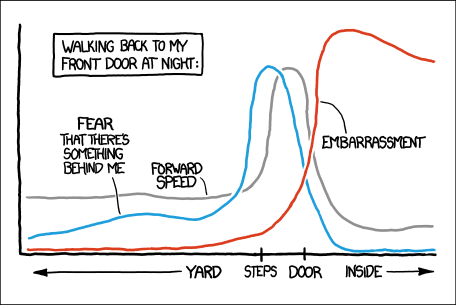 WALKING BACK TO MY
FRONT DOOR AT NIGHT:
FEAR
THAT THERE'S
SOMETHING
BEHIND ME
FORWARD
SPEED
EMBARRASSMENT
YARD STEPS DOOR INSIDE